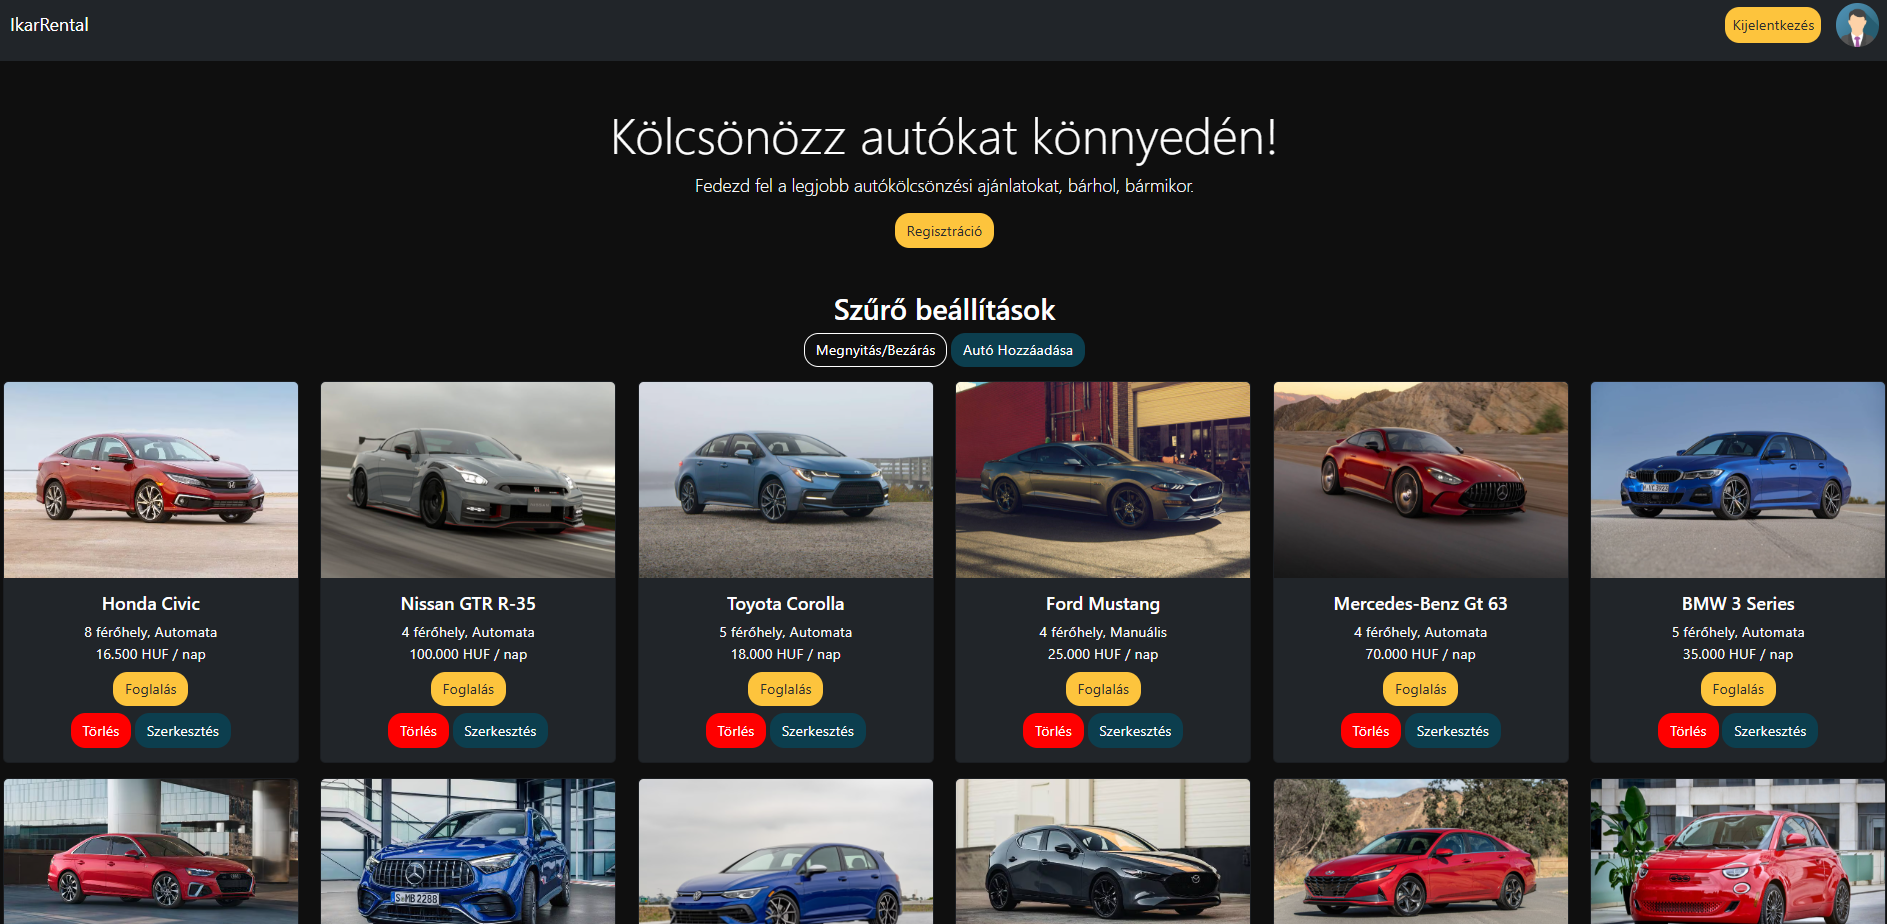 IkarRental
Kijelentkezés
Kölcsönözz autókat könnyedén!
Fedezd fel a legjobb autókölcsönzési ajánlatokat, bárhol, bármikor.
Regisztráció
Szűrő beállítások
Megnyitás/Bezárás Autó Hozzáadása
Honda Civic
8 férőhely, Automata
16.500 HUF / nap
Foglalás
Törlés Szerkesztés
Nissan GTR R-35
4 férőhely, Automata
100.000 HUF / nap
Foglalás
Törlés Szerkesztés
Toyota Corolla
5 férőhely, Automata
18.000 HUF / nap
Foglalás
Törlés Szerkesztés
Ford Mustang
4 férőhely, Manuális
25.000 HUF / nap
Foglalás
Törlés Szerkesztés
Mercedes-Benz Gt 63
4 férőhely, Automata
70.000 HUF / nap
Foglalás
Törlés Szerkesztés
BMW 3 Series
5 férőhely, Automata
35.000 HUF / nap
Foglalás
Törlés Szerkesztés
S MB 2288